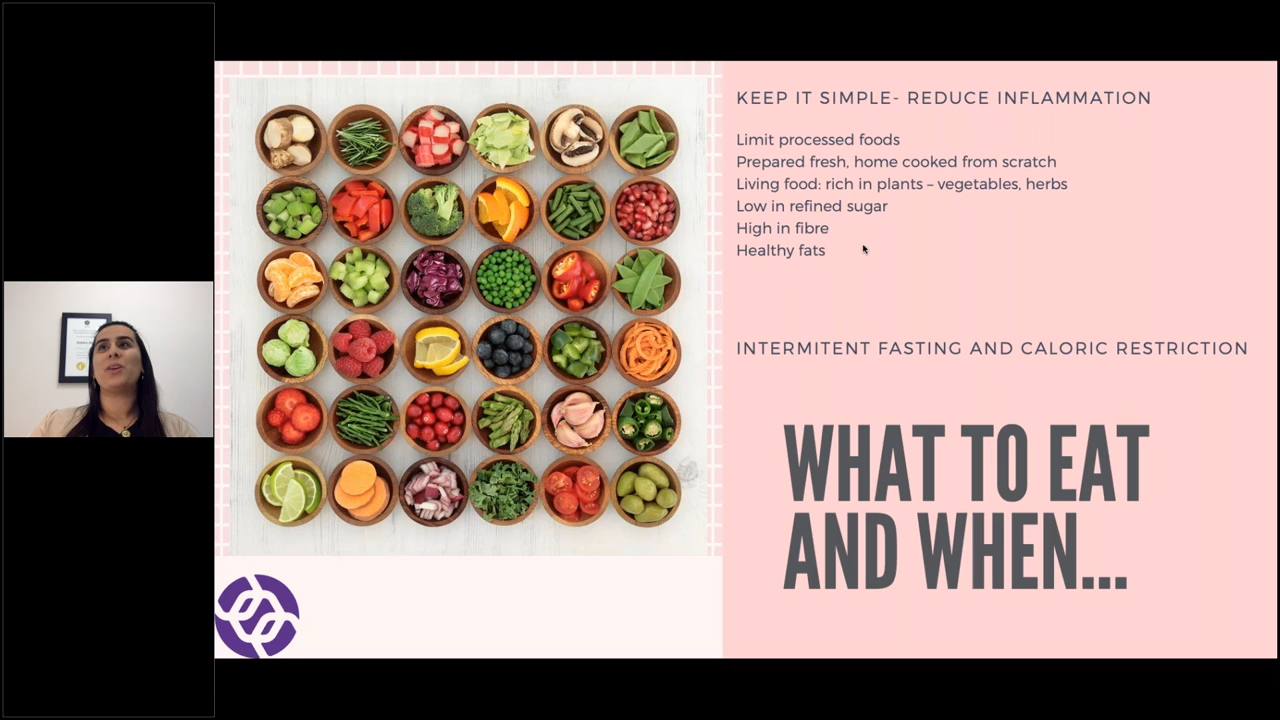 KEEP IT SIMPLE- REDUCE INFLAMMATION
Limit processed foods
Prepared fresh, home cooked from scratch
Living food: rich in plants – vegetables, herbs
Low in refined sugar
High in fibre
Healthy fats
INTERMITENT FASTING AND CALORIC RESTRICTION
WHAT TO EAT
AND WHEN...